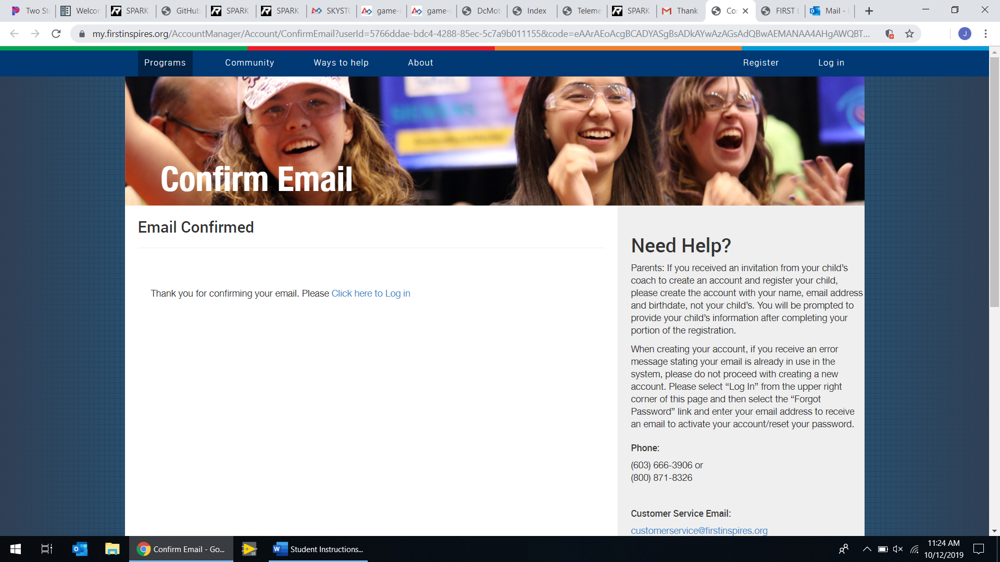 Two St
Welcom
SPARK
GitHub
SPARK
SPARK
SKYSTO
game-
game-
DcMot
Index
Teleme
SPARK
Thank
Co
FIRST L
Mail -
my.firstinspires.org/AccountManager/Account/ConfirmEmail?userId=5766ddae-bdc4-4288-85ec-5c7a9b011155&code=eAArAEoAcgBCADYASgBsADkAYwAzAGsAdQBwAEMANAA4AHgAWQBT...
J
Programs Community Ways to help About Register Log in
Confirm Email
Email Confirmed
Thank you for confirming your email. Please Click here to Log in
Need Help?
Parents: If you received an invitation from your child’s
coach to create an account and register your child,
please create the account with your name, email address
and birthdate, not your child’s. You will be prompted to
provide your child’s information after completing your
portion of the registration.
When creating your account, if you receive an error
message stating your email is already in use in the
system, please do not proceed with creating a new
account. Please select “Log In” from the upper right
corner of this page and then select the “Forgot
Password” link and enter your email address to receive
an email to activate your account/reset your password.
Phone:
(603) 666-3906 or
(800) 871-8326
Customer Service Email:
customerservice@firstinspires.org
Confirm Email - Go...
Student Instructions...
11:24 AM
10/12/2019